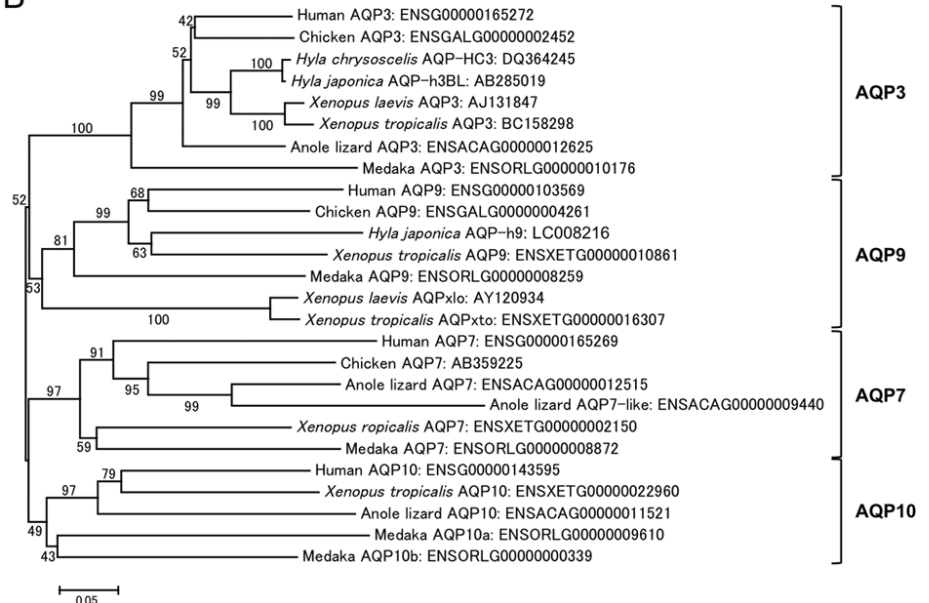 B
42
Human AQP3: ENSG00000165272
Chicken AQP3: ENSGALG00000002452
52
Hyla chrysoscelis AQP-HC3: DQ364245
100
Hyla japonica AQP-h3BL: AB285019
99
99
Xenopus laevis AQP3: AJ131847
AQP3
100
Xenopus tropicalis AQP3: BC158298
100
Anole lizard AQP3: ENSACAG00000012625
Medaka AQP3: ENSORLG00000010176
52
68
Human AQP9: ENSG00000103569
99
Chicken AQP9: ENSGALG00000004261
81
Hyla japonica AQP-h9: LC008216
63
Xenopus tropicalis AQP9: ENSXETG00000010861
AQP9
Medaka AQP9: ENSORLG00000008259
53
Xenopus laevis AQPxlo: AY120934
100
Xenopus tropicalis AQPxto: ENSXETG00000016307
91
Human AQP7: ENSG00000165269
Chicken AQP7: AB359225
97
95
Anole lizard AQP7: ENSACAG00000012515
AQP7
99
Anole lizard AQP7-like: ENSACAG00000009440
Xenopus ropicalis AQP7: ENSXETG00000002150
59
Medaka AQP7: ENSORLG00000008872
79
Human AQP10: ENSG00000143595
97
Xenopus tropicalis AQP10: ENSXETG00000022960
Anole lizard AQP10: ENSACAG00000011521
AQP10
49
Medaka AQP10a: ENSORLG00000009610
43
Medaka AQP10b: ENSORLG00000000339
0.05